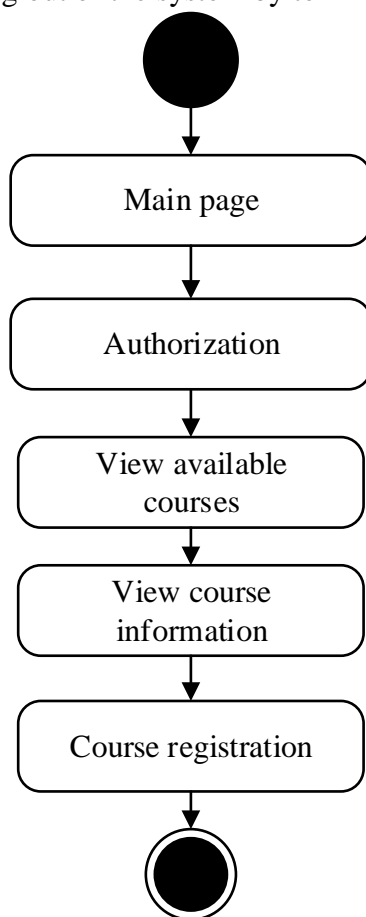 Main page
Authorization
View available
courses
View course
information
Course registration